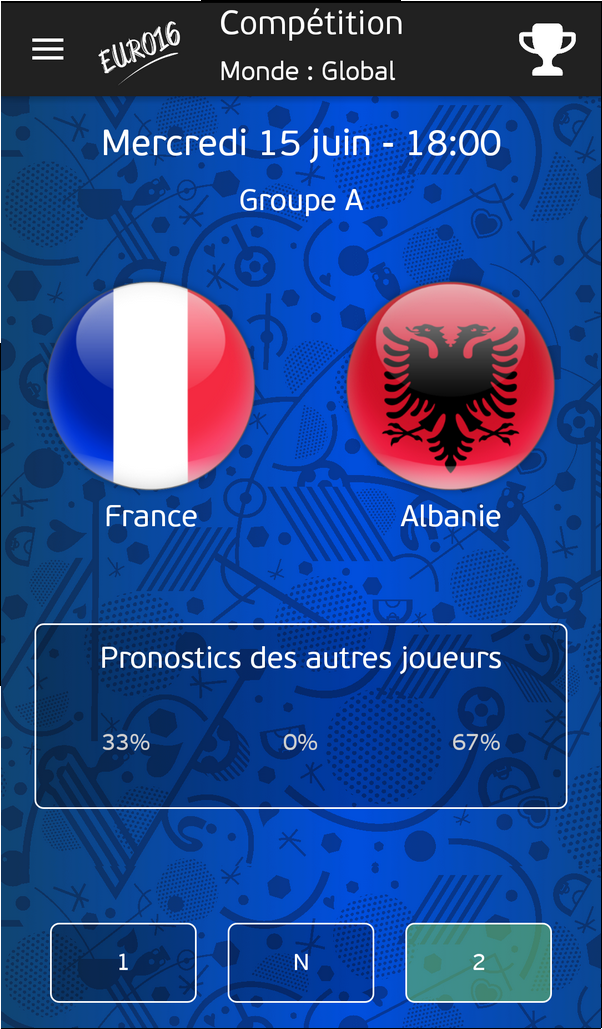 Compétition
EURO16
Monde : Global
Mercredi 15 juin - 18:00
Groupe A
France
Albanie
Pronostics des autres joueurs
33%
0%
67%
1
N
2